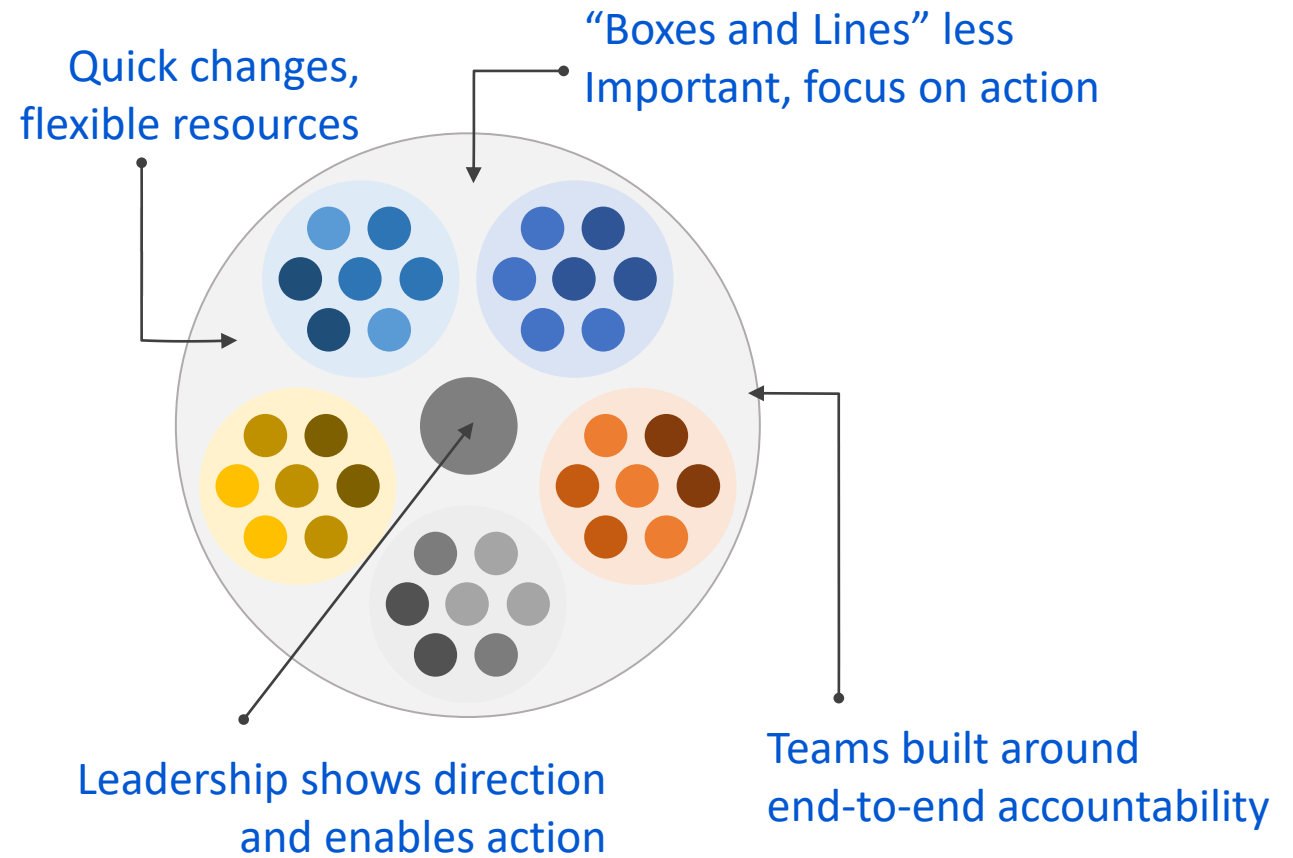 “Boxes and Lines” less
Important, focus on action
Quick changes,
flexible resources
Leadership shows direction
and enables action
Teams built around
end-to-end accountability